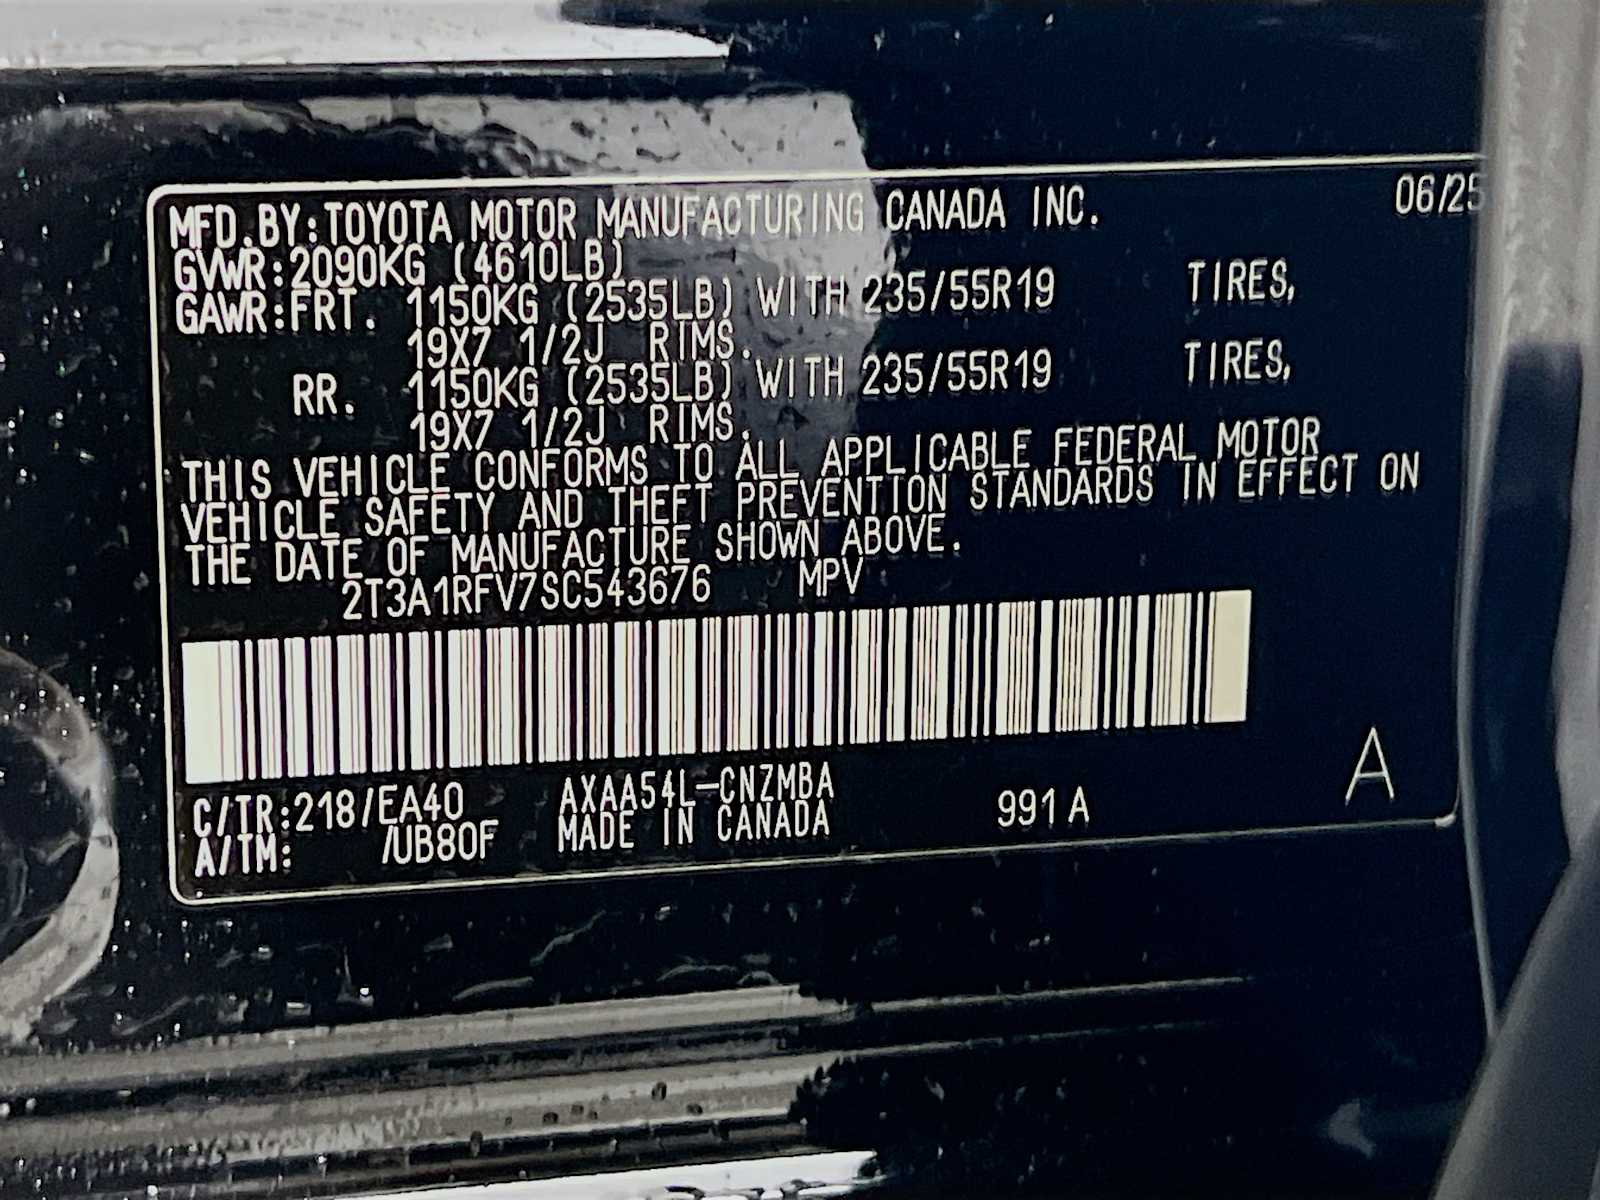 MFD.BY:TOYOTA MOTOR MANUFACTURING CANADA INC. 06/25
GVWR:2090KG (4610LB)
GAWR:FRT. 1150KG (2535LB) WITH 235/55R19 TIRES,
19X7 1/2J RIMS.
RR. 1150KG (2535LB) WITH 235/55R19 TIRES,
19X7 1/2J RIMS.
THIS VEHICLE CONFORMS TO ALL APPLICABLE FEDERAL MOTOR
VEHICLE SAFETY AND THEFT PREVENTION STANDARDS IN EFFECT ON
THE DATE OF MANUFACTURE SHOWN ABOVE.
2T3A1RFV7SC543676 MPV
C/TR:218/EA40 AXAA54L-CNZMBA
A/TM: /UB80F MADE IN CANADA 991A
A